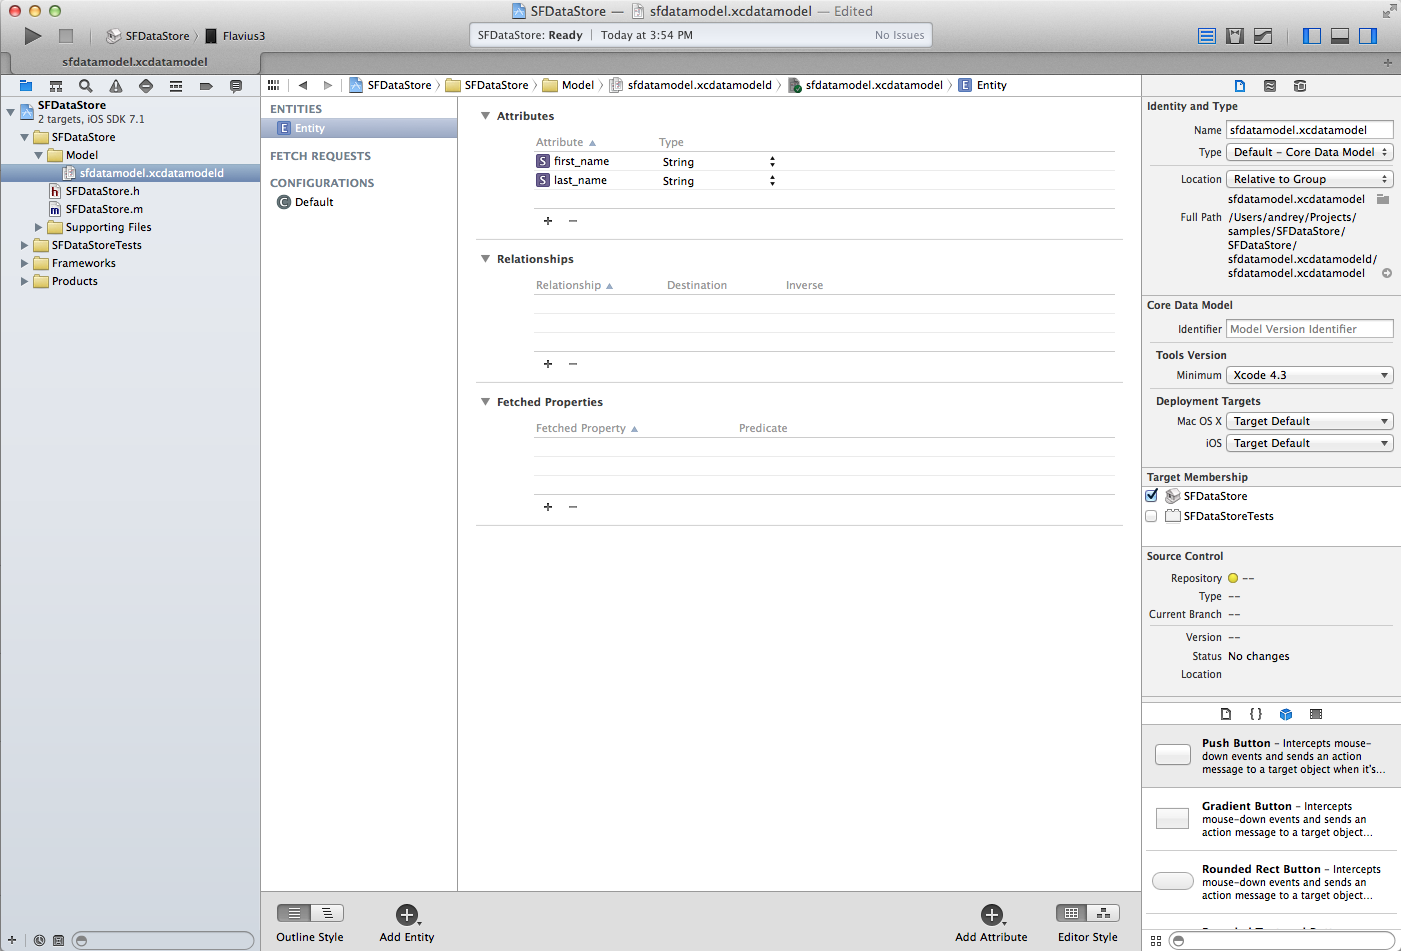 SFDataStore — sfdatamodel.xcdatamodel — Edited
SFDataStore Flavius3
SFDataStore: Ready Today at 3:54 PM No Issues
sfdatamodel.xcdatamodel
SFDataStore
2 targets, iOS SDK 7.1
SFDataStore
Model
sfdatamodel.xcdatamodeld
SFDataStore.h
SFDataStore.m
Supporting Files
SFDataStoreTests
Frameworks
Products
SFDataStore SFDataStore Model sfdatamodel.xcdatamodeld sfdatamodel.xcdatamodel E Entity
ENTITIES
E Entity
FETCH REQUESTS
CONFIGURATIONS
C Default
Attributes
Attribute Type
S first_name String
S last_name String
+ −
Relationships
Relationship Destination Inverse
+ −
Fetched Properties
Fetched Property Predicate
+ −
Outline Style
Add Entity
Add Attribute
Editor Style
Identity and Type
Name sfdatamodel.xcdatamodel
Type Default - Core Data Model
Location Relative to Group
sfdatamodel.xcdatamodel
Full Path /Users/andrey/Projects/
samples/SFDataStore/
SFDataStore/
sfdatamodel.xcdatamodeld/
sfdatamodel.xcdatamodel
Core Data Model
Identifier Model Version Identifier
Tools Version
Minimum Xcode 4.3
Deployment Targets
Mac OS X Target Default
iOS Target Default
Target Membership
SFDataStore
SFDataStoreTests
Source Control
Repository --
Type --
Current Branch --
Version --
Status No changes
Location
{ }
Push Button - Intercepts mouse-
down events and sends an action
message to a target object when it's...
Gradient Button - Intercepts
mouse-down events and sends an
action message to a target object...
Rounded Rect Button - Intercepts
mouse-down events and sends an
action message to a target object...